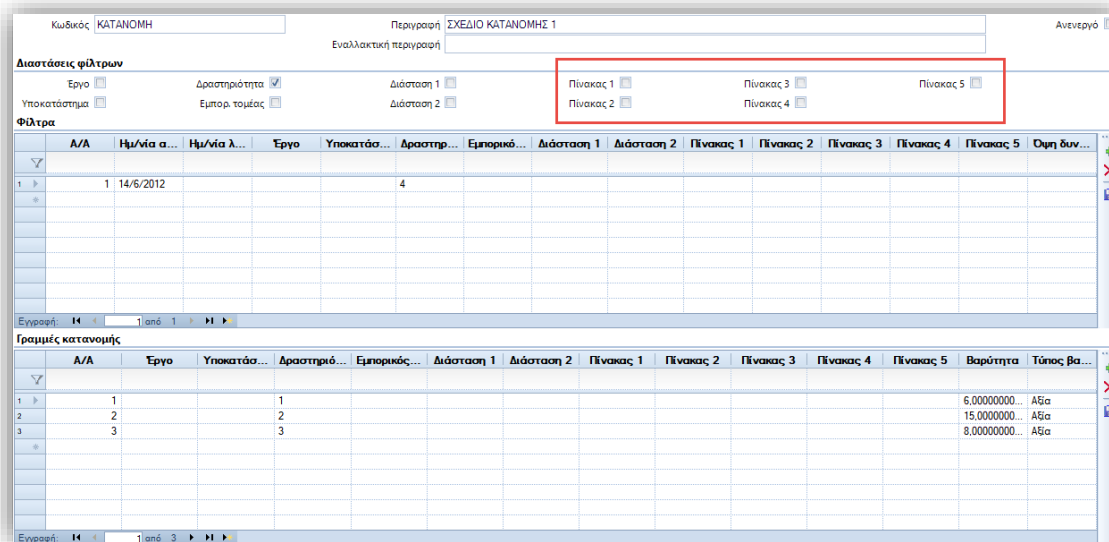 Κωδικός ΚΑΤΑΝΟΜΗ Περιγραφή ΣΧΕΔΙΟ ΚΑΤΑΝΟΜΗΣ 1 Ανενεργό
Εναλλακτική περιγραφή
Διαστάσεις φίλτρων
Έργο Δραστηριότητα Διάσταση 1 Πίνακας 1 Πίνακας 3 Πίνακας 5
Υποκατάστημα Εμπορ. τομέας Διάσταση 2 Πίνακας 2 Πίνακας 4
Φίλτρα
Α/Α Ημ/νία α... Ημ/νία λ... Έργο Υποκατάσ... Δραστηρ... Εμπορικό... Διάσταση 1 Διάσταση 2 Πίνακας 1 Πίνακας 2 Πίνακας 3 Πίνακας 4 Πίνακας 5 Όψη δυν...
1 1 14/6/2012 4
Εγγραφή: 1 από 1
Γραμμές κατανομής
Α/Α Έργο Υποκατάσ... Δραστηριό... Εμπορικός... Διάσταση 1 Διάσταση 2 Πίνακας 1 Πίνακας 2 Πίνακας 3 Πίνακας 4 Πίνακας 5 Βαρύτητα Τύπος βα...
1 1 1 6,00000000... Αξία
2 2 2 15,0000000... Αξία
3 3 3 8,00000000... Αξία
Εγγραφή: 1 από 3